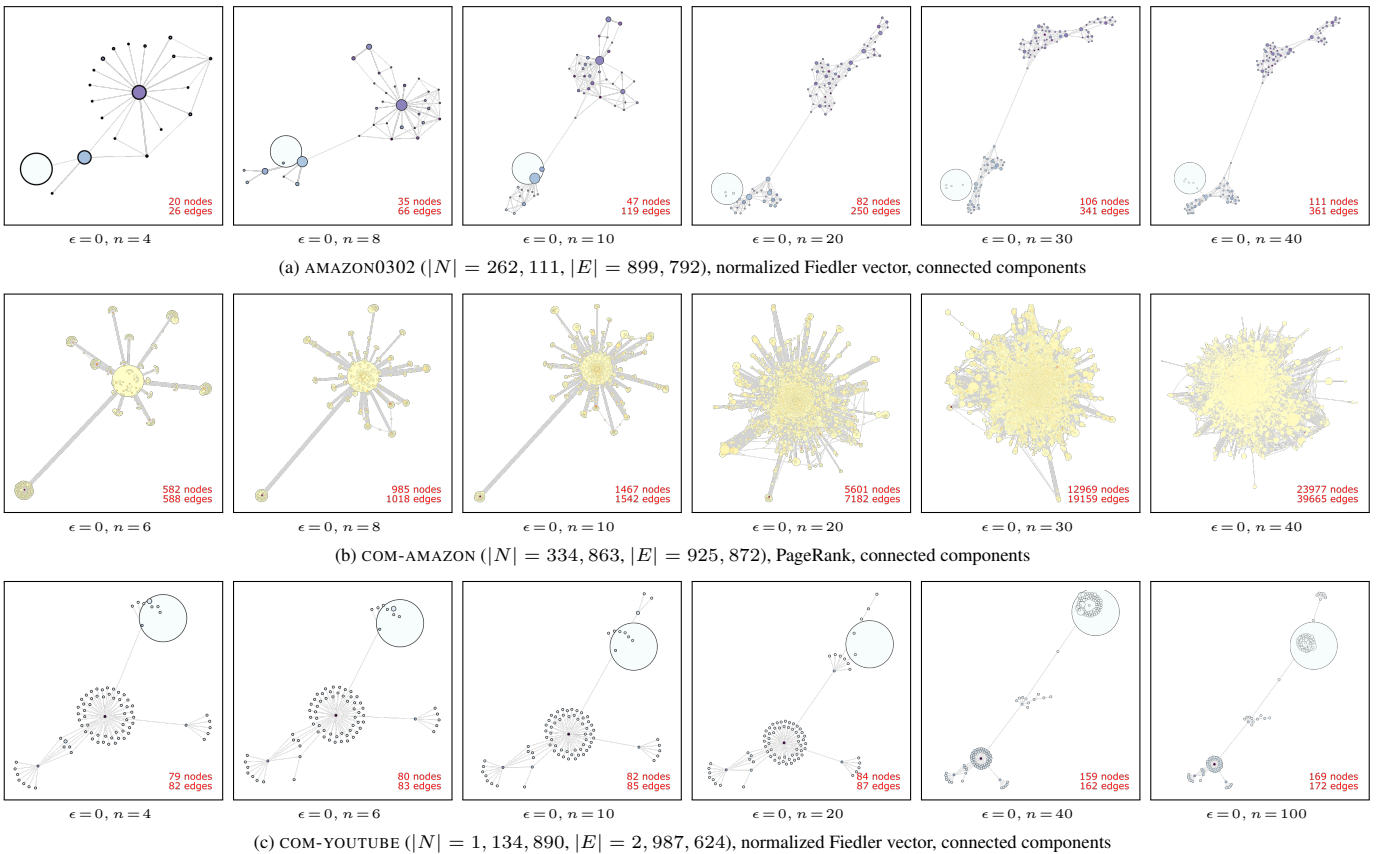 20 nodes
26 edges
35 nodes
66 edges
47 nodes
119 edges
82 nodes
250 edges
106 nodes
341 edges
111 nodes
361 edges
ϵ=0, n=4
ϵ=0, n=8
ϵ=0, n=10
ϵ=0, n=20
ϵ=0, n=30
ϵ=0, n=40
(a) AMAZON0302 (|N| = 262, 111, |E| = 899, 792), normalized Fiedler vector, connected components
582 nodes
588 edges
985 nodes
1018 edges
1467 nodes
1542 edges
5601 nodes
7182 edges
12969 nodes
19159 edges
23977 nodes
39665 edges
ϵ=0, n=6
ϵ=0, n=8
ϵ=0, n=10
ϵ=0, n=20
ϵ=0, n=30
ϵ=0, n=40
(b) COM-AMAZON (|N| = 334, 863, |E| = 925, 872), PageRank, connected components
79 nodes
82 edges
80 nodes
83 edges
82 nodes
85 edges
84 nodes
87 edges
159 nodes
162 edges
169 nodes
172 edges
ϵ=0, n=4
ϵ=0, n=6
ϵ=0, n=10
ϵ=0, n=20
ϵ=0, n=40
ϵ=0, n=100
(c) COM-YOUTUBE (|N| = 1, 134, 890, |E| = 2, 987, 624), normalized Fiedler vector, connected components